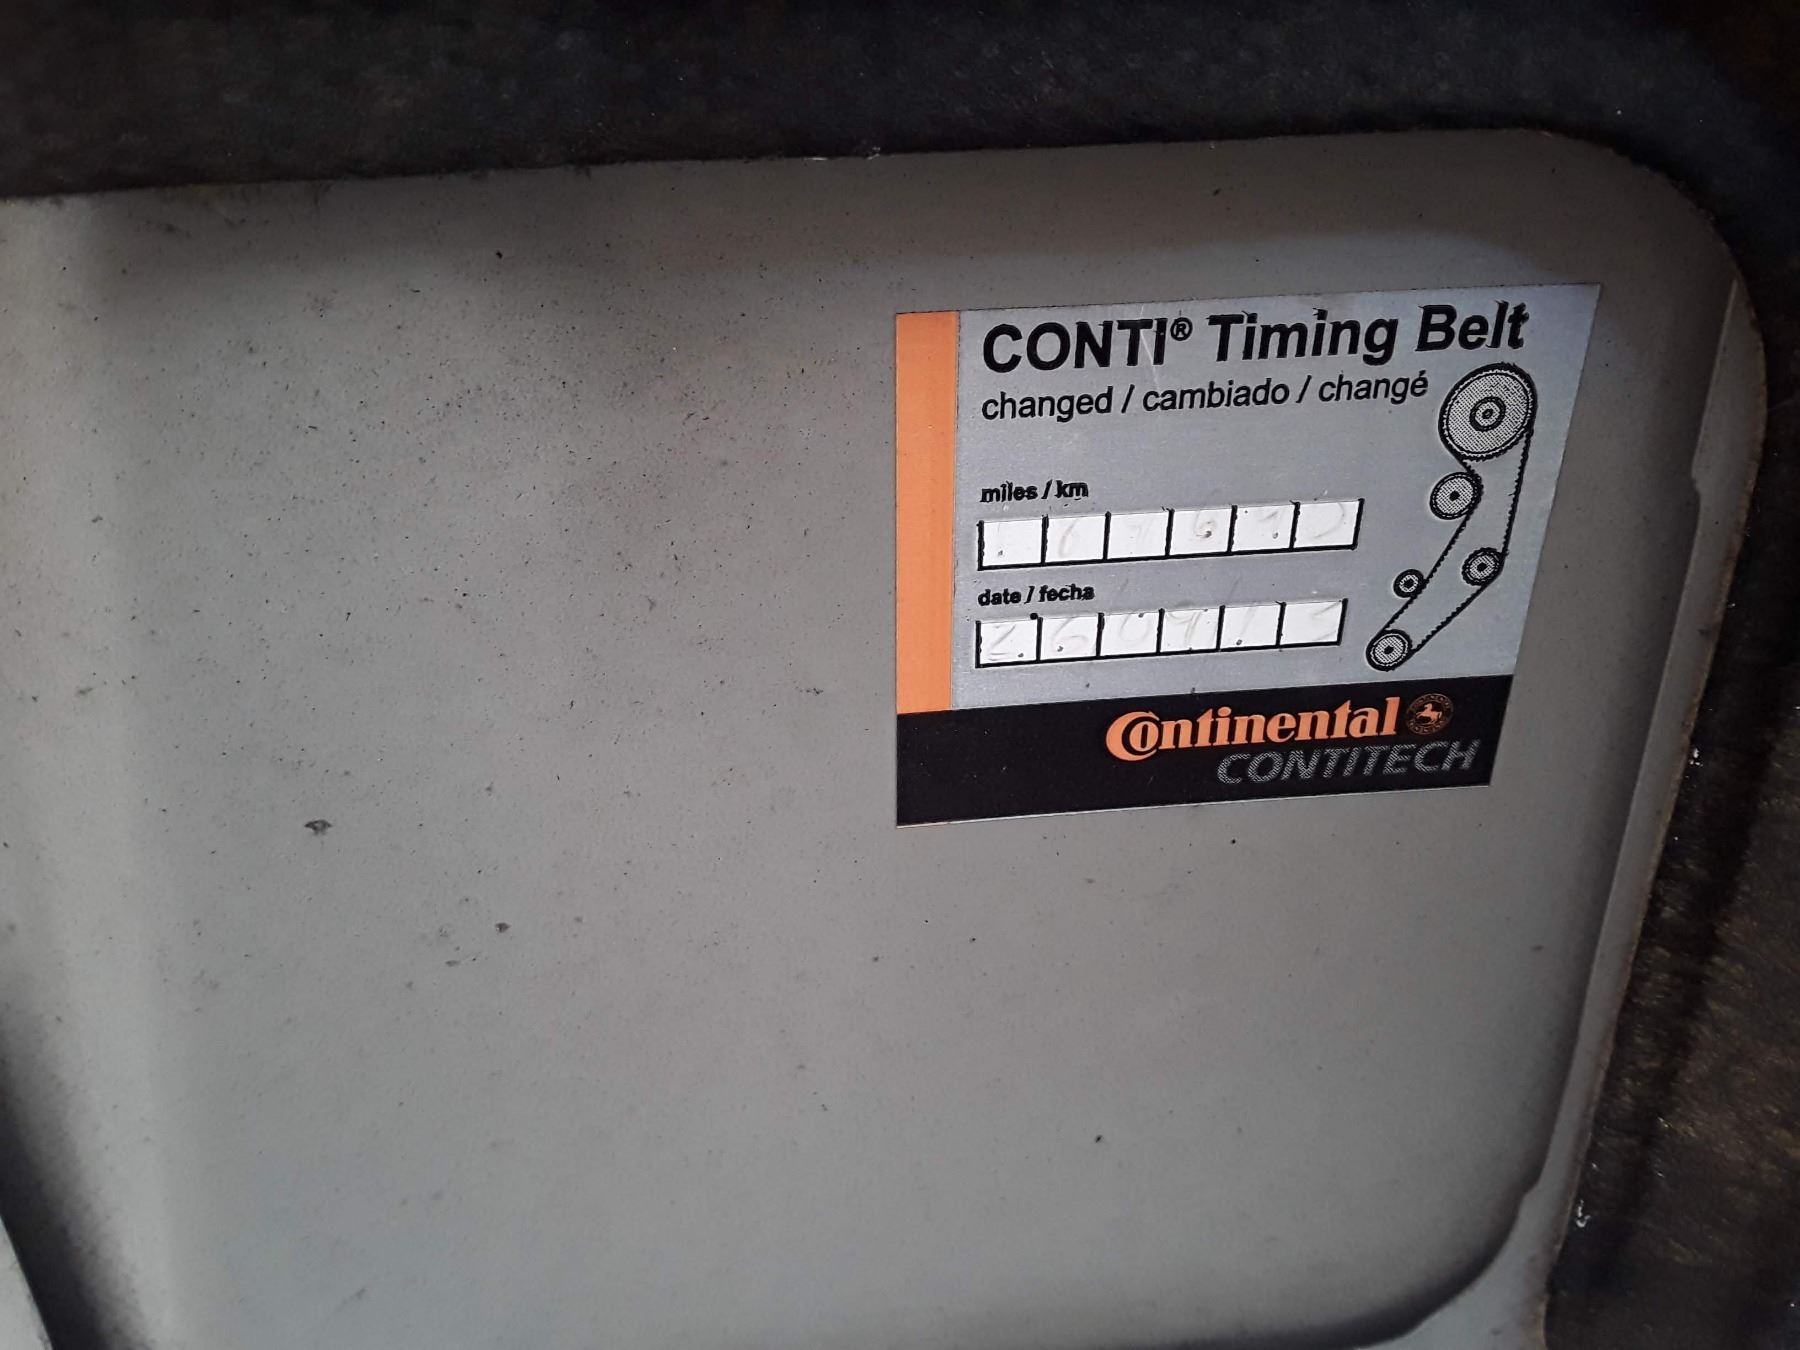 CONTI® Timing Belt
changed / cambiado / changé
miles / km
date / fecha
Continental
CONTITECH